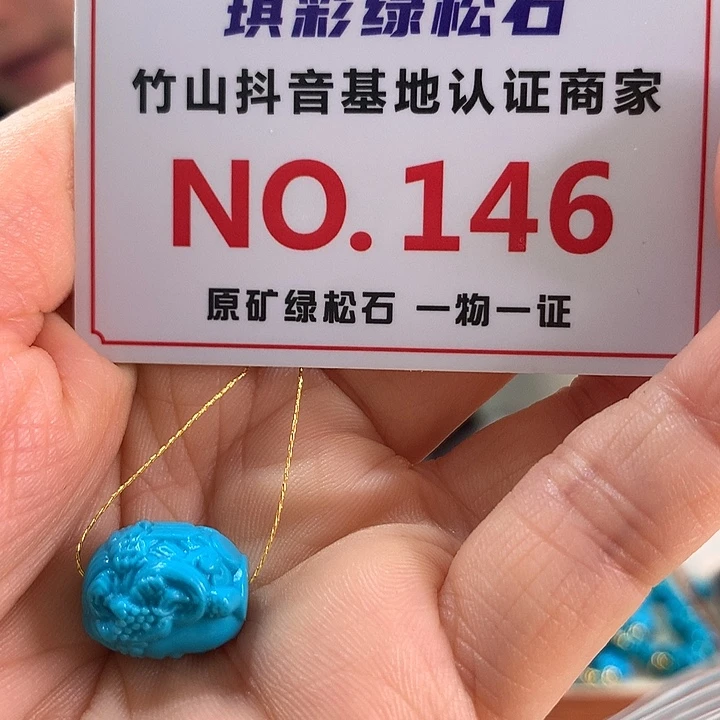 琪彩绿松石
竹山抖音基地认证商家
NO.146
原矿绿松石 一物一证